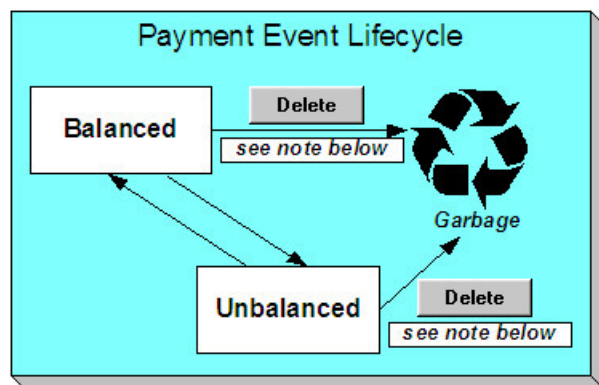 Payment Event Lifecycle
Delete
Balanced
see note below
Garbage
Unbalanced
Delete
see note below